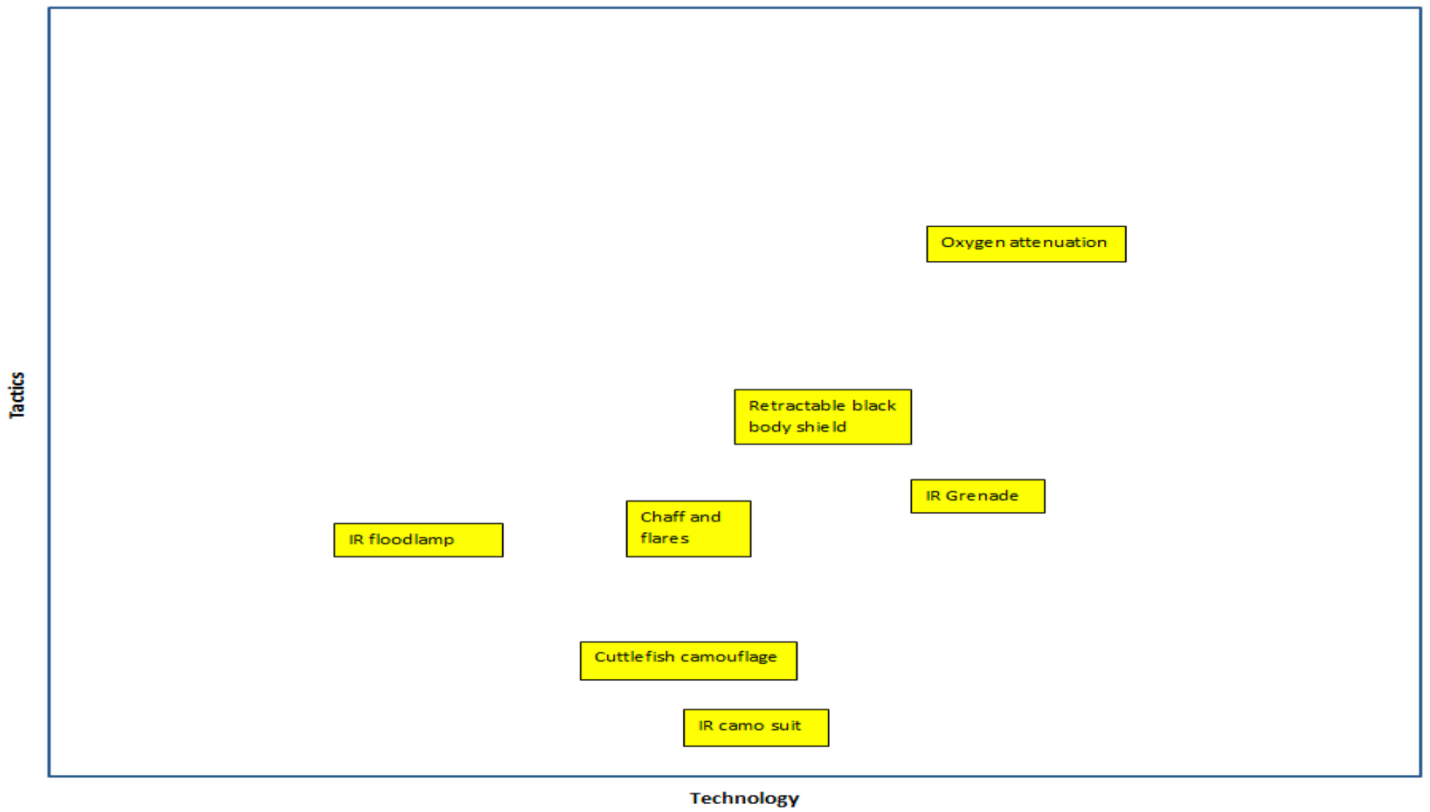 Oxygen attenuation
Tactics
Retractable black
body shield
IR Grenade
Chaff and
flares
IR floodlamp
Cuttlefish camouflage
IR camo suit
Technology